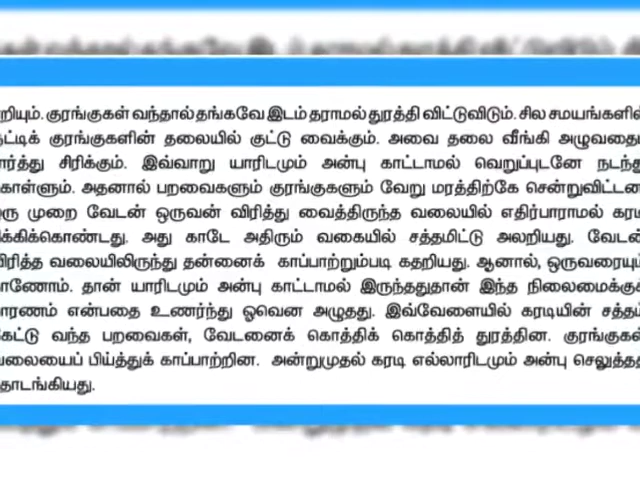 றியும். குரங்குகள் வந்தால் தங்கவே இடம் தராமல் துரத்தி விட்டுவிடும். சில சமயங்களில்
குட்டிக் குரங்குகளின் தலையில் குட்டு வைக்கும். அவை தலை வீங்கி அழுவதைப்
பார்த்து சிரிக்கும். இவ்வாறு யாரிடமும் அன்பு காட்டாமல் வெறுப்புடனே நடந்து
கொள்ளும். அதனால் பறவைகளும் குரங்குகளும் வேறு மரத்திற்கே சென்றுவிட்டன
ஒரு முறை வேடன் ஒருவன் விரித்து வைத்திருந்த வலையில் எதிர்பாராமல் கரடி
சிக்கிக்கொண்டது. அது காடே அதிரும் வகையில் சத்தமிட்டு அலறியது. வேடன்
விரித்த வலையிலிருந்து தன்னைக் காப்பாற்றும்படி கதறியது. ஆனால், ஒருவரையும்
காணோம். தான் யாரிடமும் அன்பு காட்டாமல் இருந்ததுதான் இந்த நிலைமைக்குக்
காரணம் என்பதை உணர்ந்து ஓவென அழுதது. இவ்வேளையில் கரடியின் சத்தம்
கேட்டு வந்த பறவைகள், வேடனைக் கொத்திக் கொத்தித் துரத்தின. குரங்குகள்
வலையைப் பிய்த்துக் காப்பாற்றின. அன்றுமுதல் கரடி எல்லாரிடமும் அன்பு செலுத்தத்
தொடங்கியது.